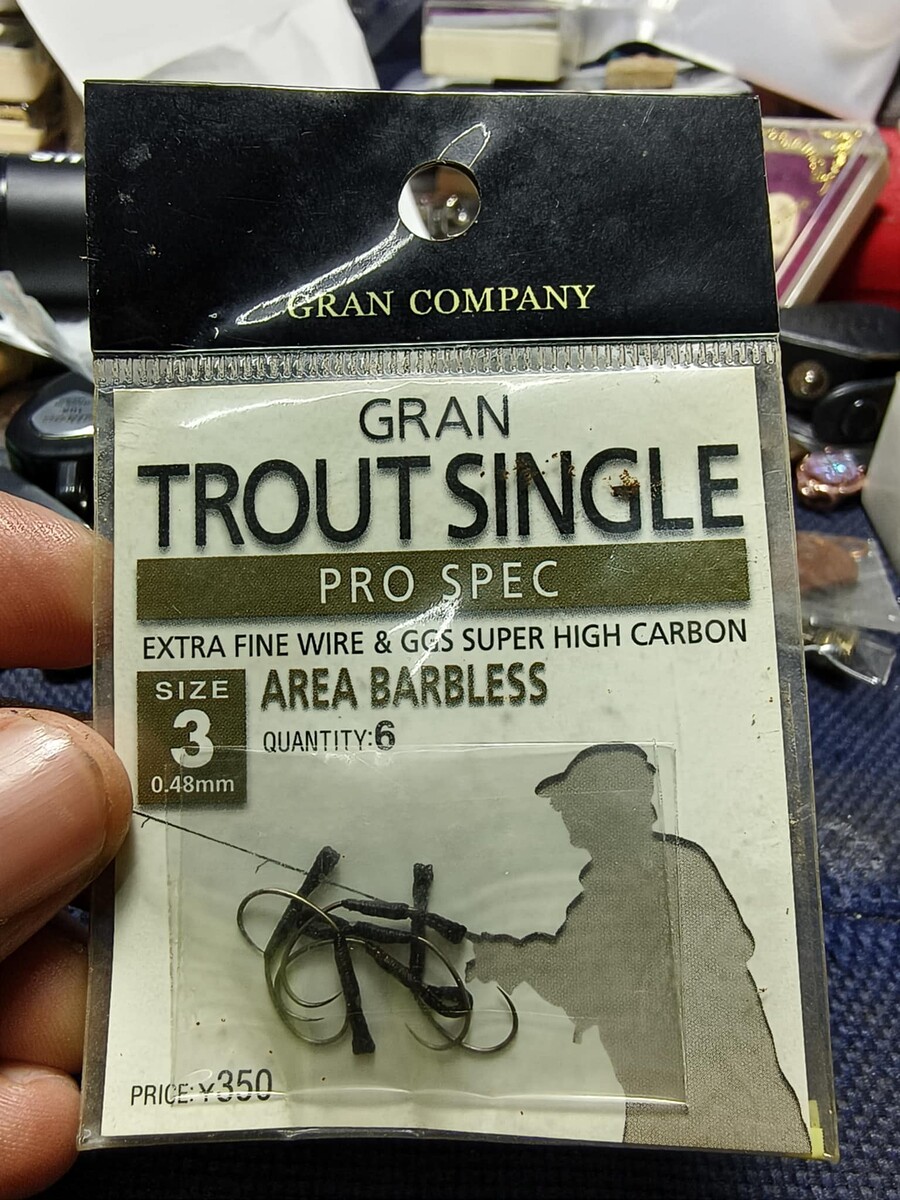 GRAN COMPANY
GRAN
TROUT SINGLE
PRO SPEC
EXTRA FINE WIRE & GGS SUPER HIGH CARBON
SIZE
3
0.48mm
AREA BARBLESS
QUANTITY:6
PRICE:¥350